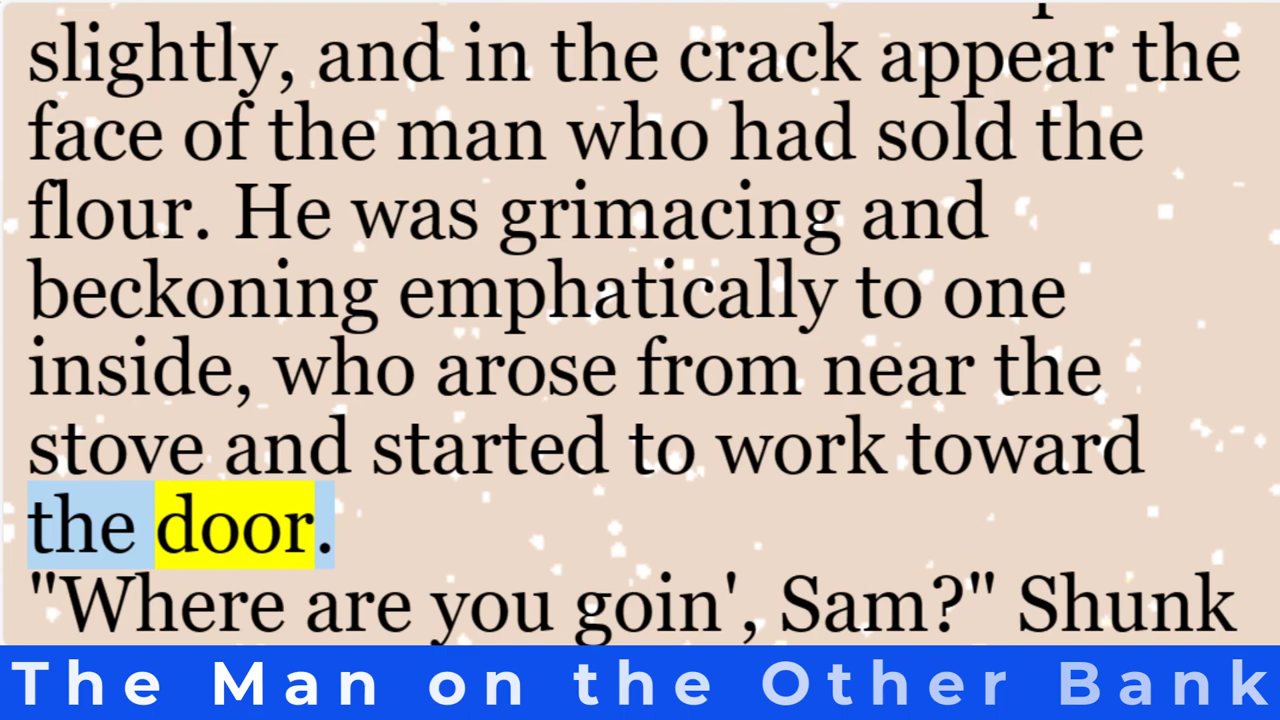 slightly, and in the crack appear the
face of the man who had sold the
flour. He was grimacing and
beckoning emphatically to one
inside, who arose from near the
stove and started to work toward
the door.
"Where are you goin', Sam?" Shunk
The Man on the Other Bank